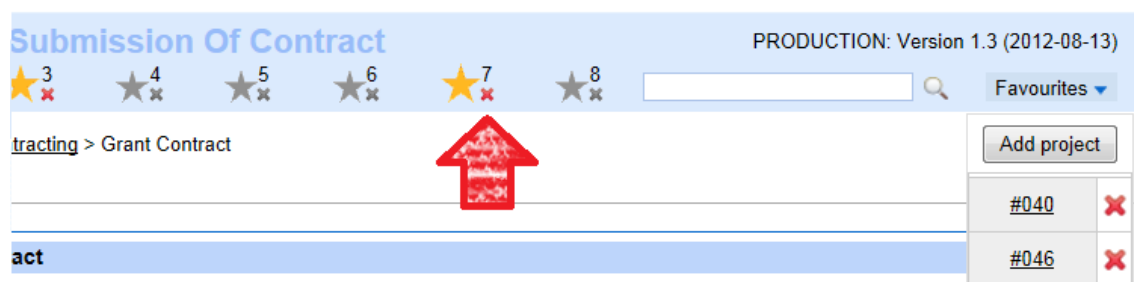 Submission Of Contract
PRODUCTION: Version 1.3 (2012-08-13)
3 4 5 6 7 8
Favourites
tracting > Grant Contract
Add project
#040
act
#046